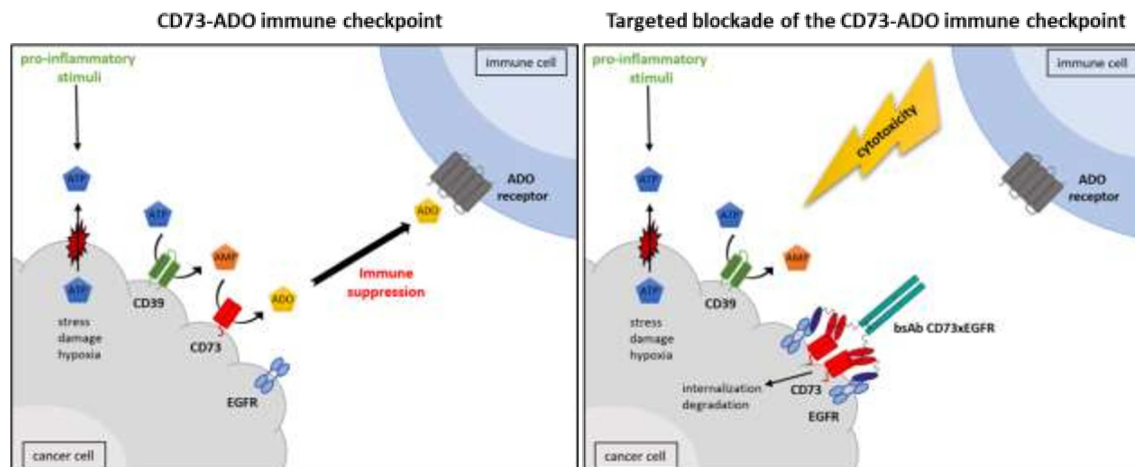 CD73-ADO immune checkpoint
pro-inflammatory
stimuli
immune cell
ATP
ADO
receptor
ADO
ATP
AMP
ATP
CD39
ADO
Immune
suppression
stress
damage
hypoxia
CD73
EGFR
cancer cell
Targeted blockade of the CD73-ADO immune checkpoint
pro-inflammatory
stimuli
immune cell
cytotoxicity
ATP
ADO
receptor
ATP
AMP
ATP
CD39
stress
damage
hypoxia
bsAb CD73xEGFR
internalization
degradation
CD73
EGFR
cancer cell